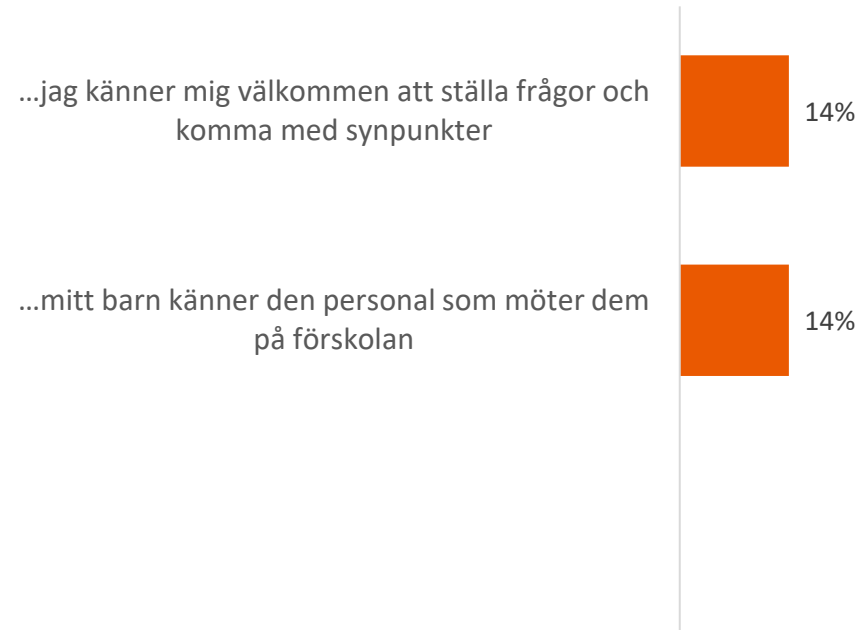 …jag känner mig välkommen att ställa frågor och
komma med synpunkter
14%
…mitt barn känner den personal som möter dem
på förskolan
14%